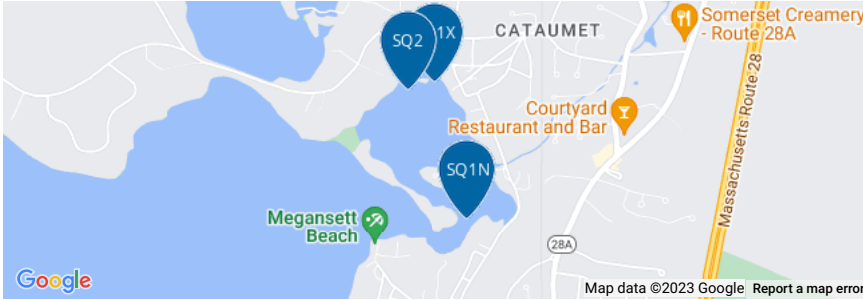 Somerset Creamery
- Route 28A
CATAUMET
SQ2
1X
Courtyard
Restaurant and Bar
Massachusetts Route 28
SQ1N
Megansett
Beach
28A
Google
Map data ©2023 Google
Report a map error